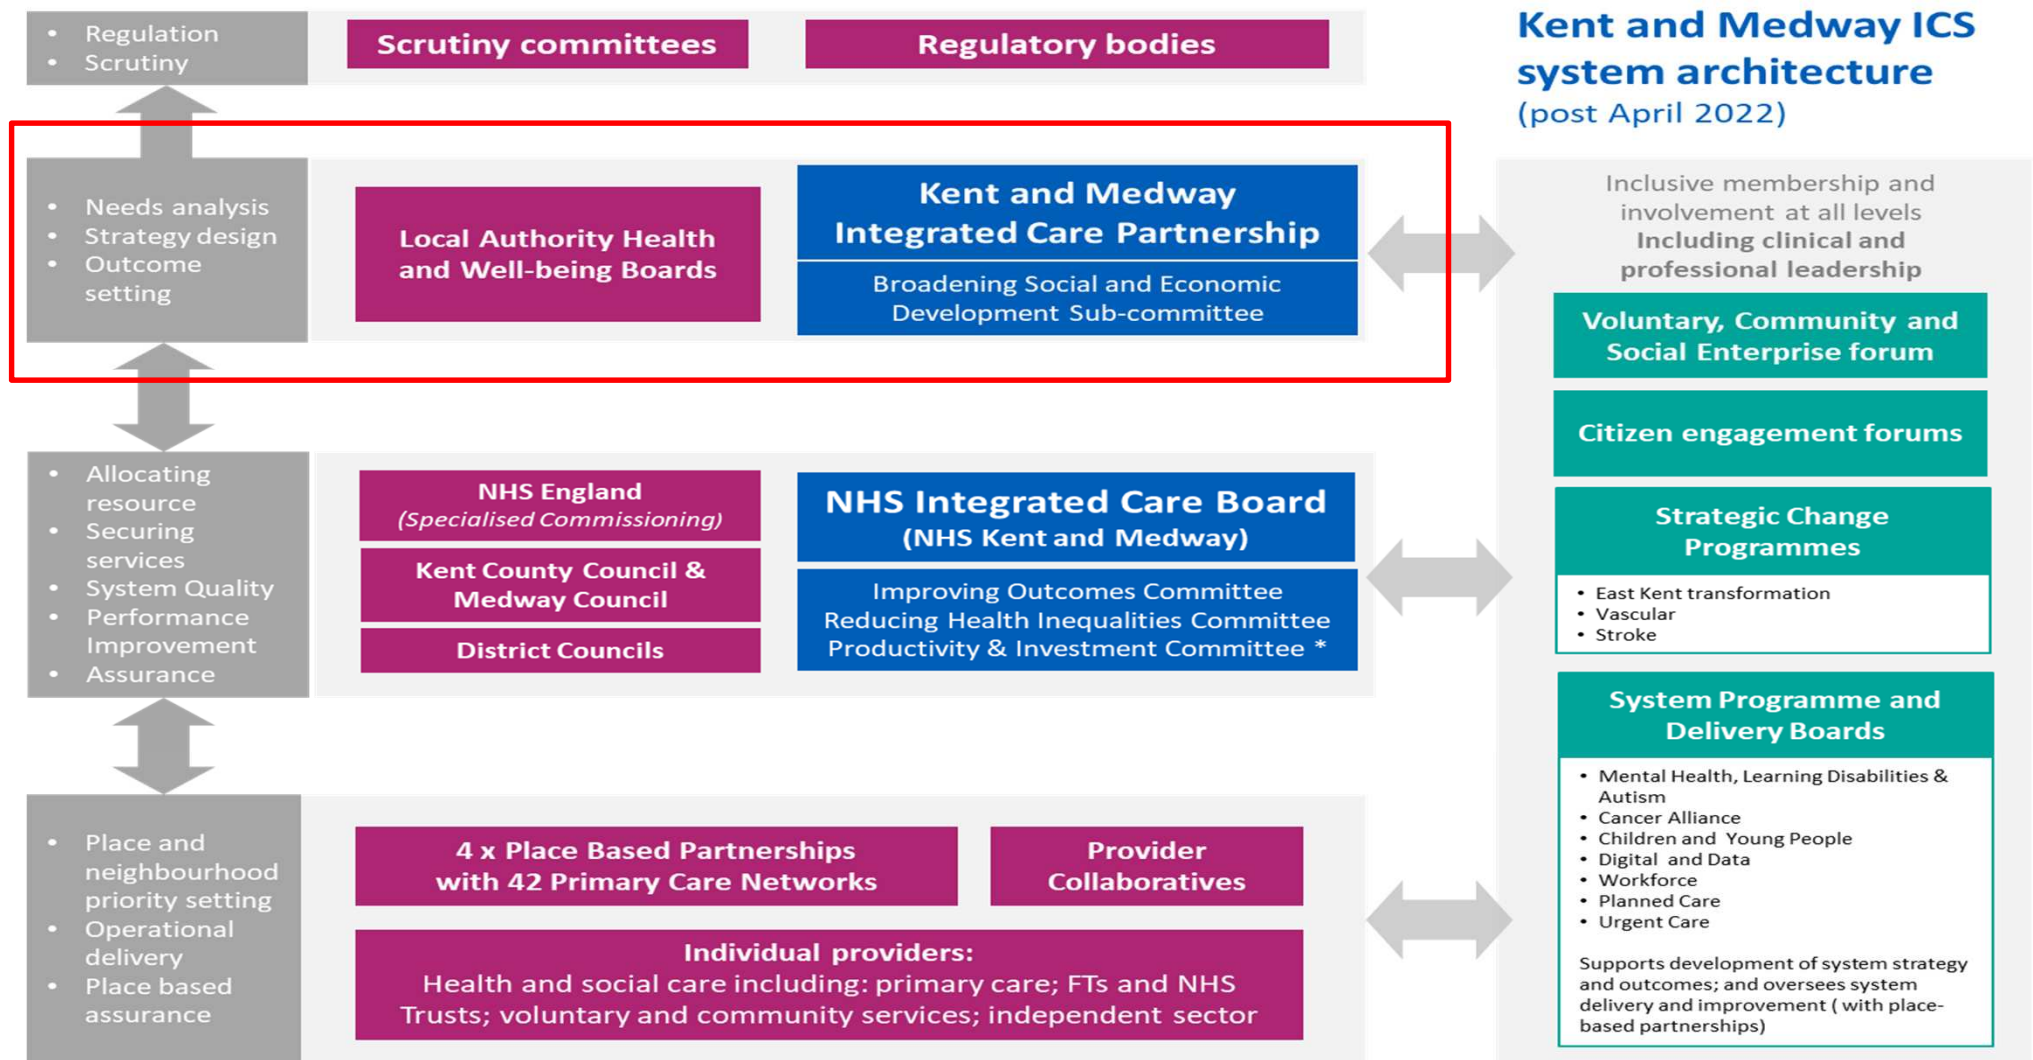 Kent and Medway ICS
system architecture
(post April 2022)
• Regulation
• Scrutiny
Scrutiny committees
Regulatory bodies
• Needs analysis
• Strategy design
• Outcome
setting
Local Authority Health
and Well-being Boards
Kent and Medway
Integrated Care Partnership
Broadening Social and Economic
Development Sub-committee
• Allocating
resource
• Securing
services
• System Quality
• Performance
Improvement
• Assurance
NHS England
(Specialised Commissioning)
Kent County Council &
Medway Council
District Councils
NHS Integrated Care Board
(NHS Kent and Medway)
Improving Outcomes Committee
Reducing Health Inequalities Committee
Productivity & Investment Committee *
• Place and
neighbourhood
priority setting
• Operational
delivery
• Place based
assurance
4 x Place Based Partnerships
with 42 Primary Care Networks
Provider
Collaboratives
Individual providers:
Health and social care including: primary care; FTs and NHS
Trusts; voluntary and community services; independent sector
Inclusive membership and
involvement at all levels
Including clinical and
professional leadership
Voluntary, Community and
Social Enterprise forum
Citizen engagement forums
Strategic Change
Programmes
• East Kent transformation
• Vascular
• Stroke
System Programme and
Delivery Boards
• Mental Health, Learning Disabilities &
Autism
• Cancer Alliance
• Children and Young People
• Digital and Data
• Workforce
• Planned Care
• Urgent Care
Supports development of system strategy
and outcomes; and oversees system
delivery and improvement ( with place-
based partnerships)